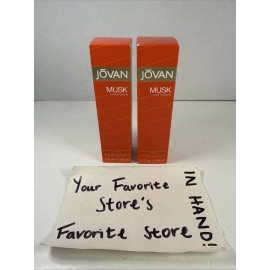 JŌVAN
MUSK
JŌVAN
MUSK
Your Favorite
Store's
Favorite Store
IN HAND!